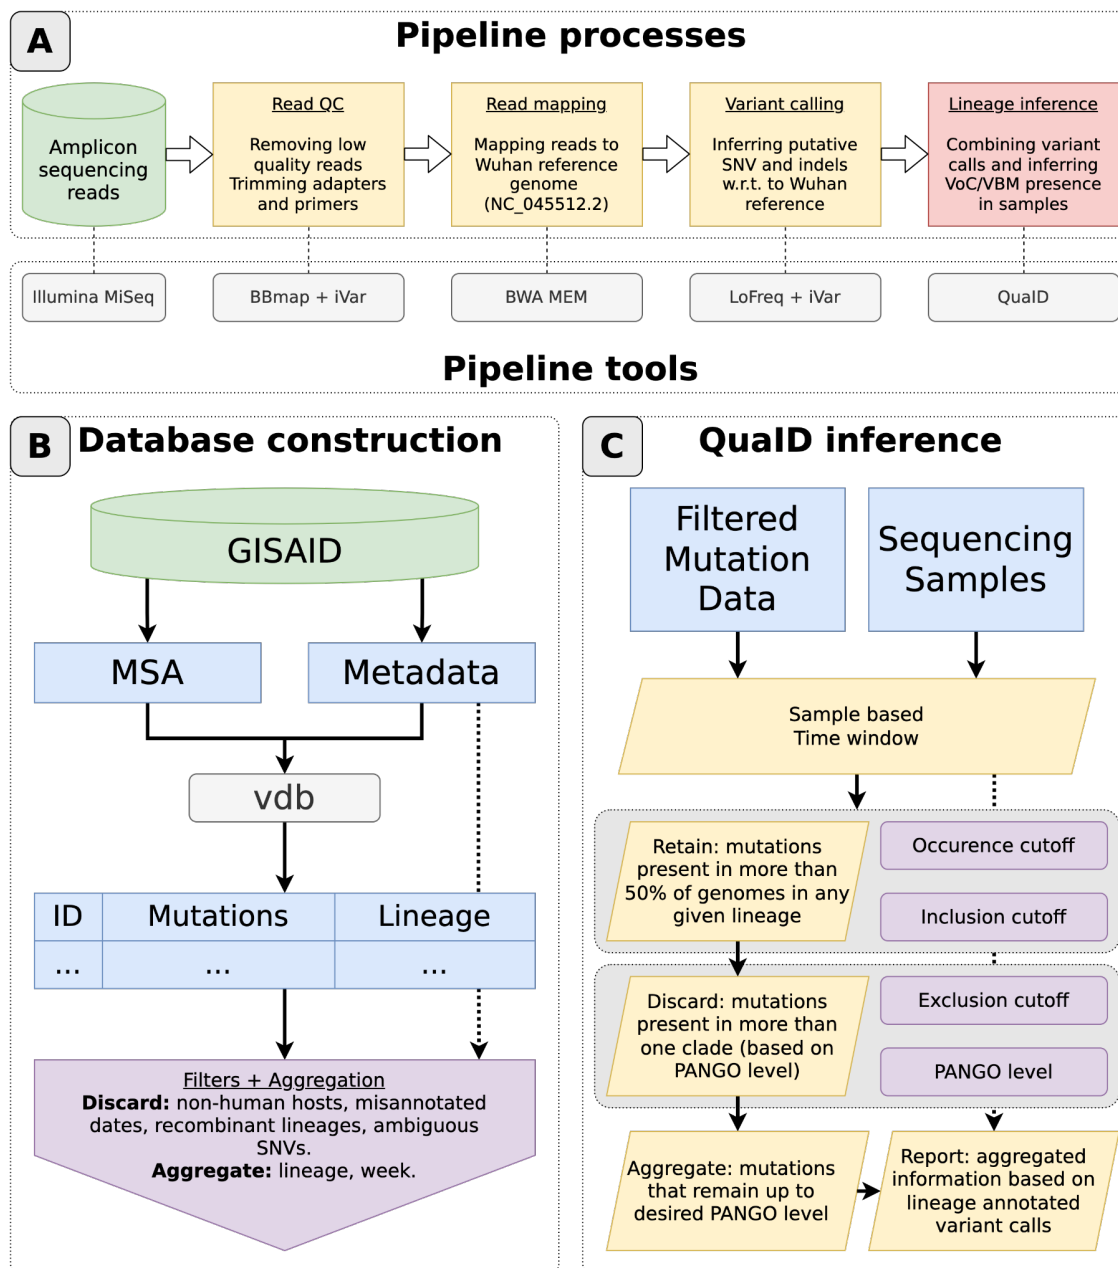 A
Pipeline processes
Amplicon
sequencing
reads
Read QC
Removing low
quality reads
Trimming adapters
and primers
Read mapping
Mapping reads to
Wuhan reference
genome
(NC_045512.2)
Variant calling
Inferring putative
SNV and indels
w.r.t. to Wuhan
reference
Lineage inference
Combining variant
calls and inferring
VoC/VBM presence
in samples
Illumina MiSeq
BBmap + iVar
BWA MEM
LoFreq + iVar
QuaID
Pipeline tools
B
Database construction
GISAID
MSA
Metadata
vdb
ID
Mutations
Lineage
...
...
...
Filters + Aggregation
Discard: non-human hosts, misannotated
dates, recombinant lineages, ambiguous
SNVs.
Aggregate: lineage, week.
C
QuaID inference
Filtered
Mutation
Data
Sequencing
Samples
Sample based
Time window
Retain: mutations
present in more than
50% of genomes in any
given lineage
Occurence cutoff
Inclusion cutoff
Discard: mutations
present in more than
one clade (based on
PANGO level)
Exclusion cutoff
PANGO level
Aggregate: mutations
that remain up to
desired PANGO level
Report: aggregated
information based on
lineage annotated
variant calls